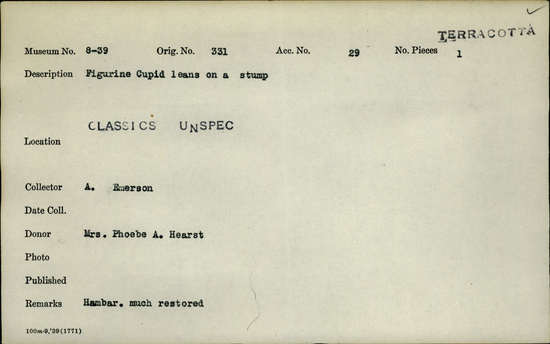 TERRACOTTA
Museum No. 8-39 Orig. No. 331 Acc. No. 29 No. Pieces 1
Description Figurine Cupid leans on a stump
CLASSICS UNSPEC
Location
Collector A. Emerson
Date Coll.
Donor Mrs. Phoebe A. Hearst
Photo
Published
Remarks Hambar. much restored
100m-9,'39(1771)